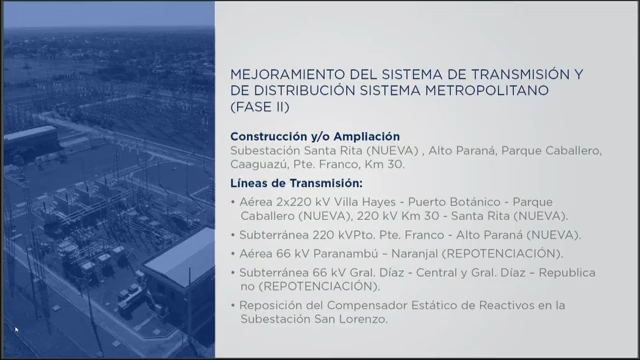 MEJORAMIENTO DEL SISTEMA DE TRANSMISIÓN Y
DE DISTRIBUCIÓN SISTEMA METROPOLITANO
(FASE II)
Construcción y/o Ampliación
Subestación Santa Rita (NUEVA) , Alto Paraná, Parque Caballero,
Caaguazú, Pte. Franco, Km 30.
Líneas de Transmisión:
• Aérea 2x220 kV Villa Hayes - Puerto Botánico - Parque
Caballero (NUEVA), 220 kV Km 30 - Santa Rita (NUEVA).
• Subterránea 220 kVPto. Pte. Franco - Alto Paraná (NUEVA).
• Aérea 66 kV Paranambú – Naranjal (REPOTENCIACIÓN).
• Subterránea 66 kV Gral. Díaz - Central y Gral. Díaz – Republica
no (REPOTENCIACIÓN).
• Reposición del Compensador Estático de Reactivos en la
Subestación San Lorenzo.